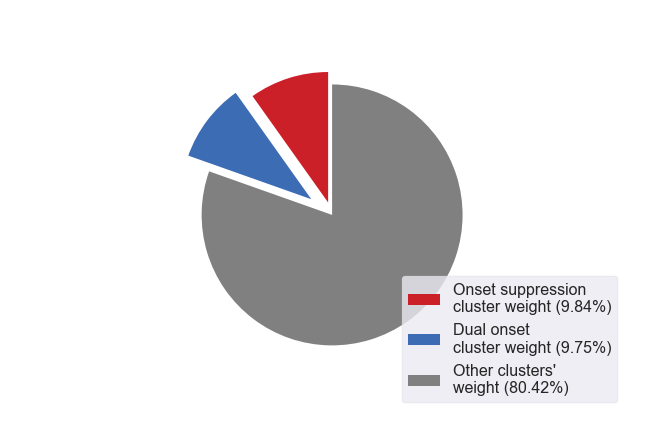 Onset suppression
cluster weight (9.84%)
Dual onset
cluster weight (9.75%)
Other clusters'
weight (80.42%)